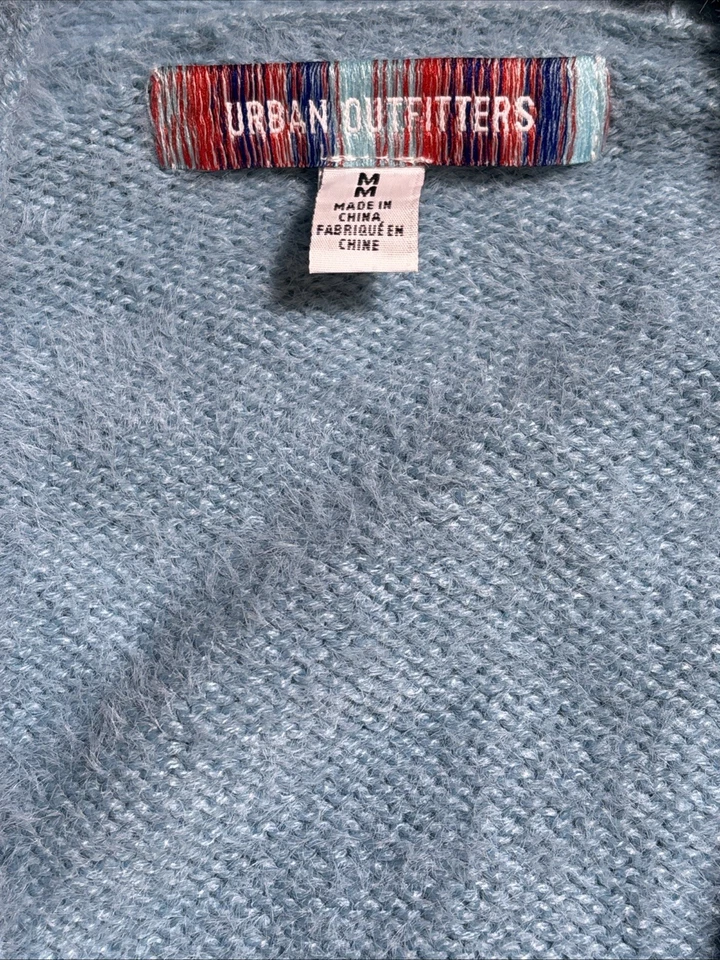 URBAN OUTFITTERS
M
M
MADE IN
CHINA
FABRIQUÉ EN
CHINE